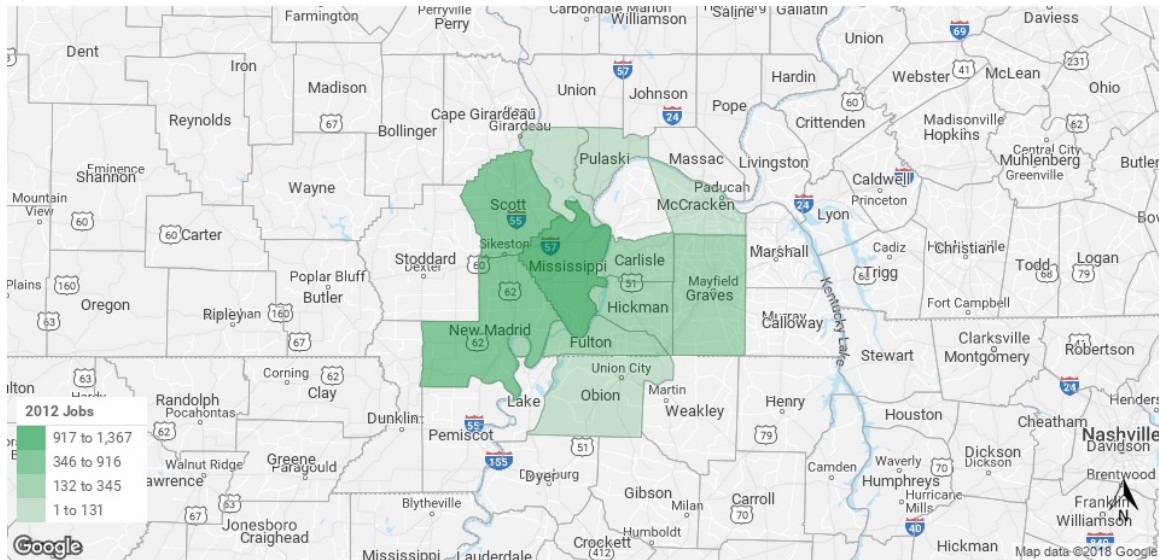 Farmington
Perryville
Perry
Carbondale
Marion
Williamson
Saline
Gallatin
Daviess
Dent
Iron
Madison
Union
Johnson
Pope
Hardin
Union
Webster
McLean
Ohio
69
41
231
57
Reynolds
67
Bollinger
Cape Girardeau
Girardeau
24
Crittenden
60
Madisonville
Hopkins
62
Central City
Muhlenberg
Greenville
Butler
Eminence
Shannon
Wayne
Pulaski
Massac
Livingston
Paducah
McCracken
Caldwell
Princeton
Mountain
View
60
Carter
60
Scott
55
Sikeston
57
24
Lyon
Stoddard
Dexter
60
Mississippi
Carlisle
51
Marshall
Cadiz
Trigg
68
Christian
Todd
68
Logan
79
Plains
160
Oregon
63
Poplar Bluff
Butler
Ripley
160
67
62
Hickman
Mayfield
Graves
Kentucky Lake
Fort Campbell
New Madrid
62
Fulton
Murray
Calloway
Clarksville
Montgomery
41
Robertson
Stewart
63
Corning
Clay
62
Union City
Obion
Martin
Weakley
Henry
24
Randolph
Pocahontas
62
Dunklin
55
Pemiscot
Lake
Houston
Cheatham
79
51
Nashville
Davidson
Brentwood
Walnut Ridge
Greene
Paragould
155
Camden
Waverly
Humphreys
70
Dickson
Dickson
63
67
Blytheville
Gibson
Milan
Carroll
70
Hurricane
Mills
40
Franklin
Williamson
840
Jonesboro
Craighead
Mississippi
Lauderdale
Crockett
412
Humboldt
2012 Jobs
917 to 1,367
346 to 916
132 to 345
1 to 131
N
Google
Map data ©2018 Google